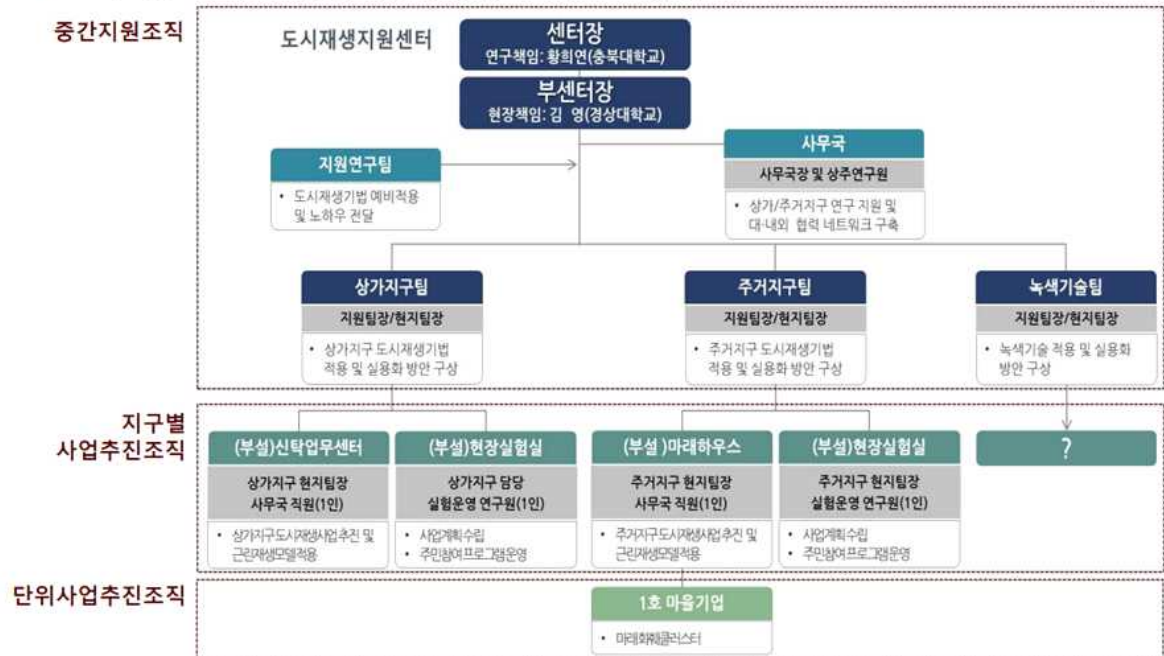 중간지원조직
도시재생지원센터
센터장
연구책임: 황희연(충북대학교)
부센터장
현장책임: 김 영(경상대학교)
지원연구팀
• 도시재생기법 예비적용
및 노하우 전달
사무국
사무국장 및 상주연구원
• 상가/주거지구 연구 지원 및
대·내외 협력 네트워크 구축
상가지구팀
지원팀장/현지팀장
• 상가지구 도시재생기법
적용 및 실용화 방안 구상
주거지구팀
지원팀장/현지팀장
• 주거지구 도시재생기법
적용 및 실용화 방안 구상
녹색기술팀
지원팀장/현지팀장
• 녹색기술 적용 및 실용화
방안 구상
지구별
사업추진조직
(부설)신탁업무센터
상가지구 현지팀장
사무국 직원(1인)
• 상가지구 도시재생사업 추진 및
근린재생모델적용
(부설)현장실험실
상가지구 담당
실험운영 연구원(1인)
• 사업계획 수립
• 주민참여 프로그램 운영
(부설 )마래하우스
주거지구 현지팀장
사무국 직원(1인)
• 주거지구 도시재생사업 추진 및
근린재생모델적용
(부설)현장실험실
주거지구 현지팀장
실험운영 연구원(1인)
• 사업계획 수립
• 주민참여 프로그램 운영
?
단위사업추진조직
1호 마을기업
• 마래화훼클러스터